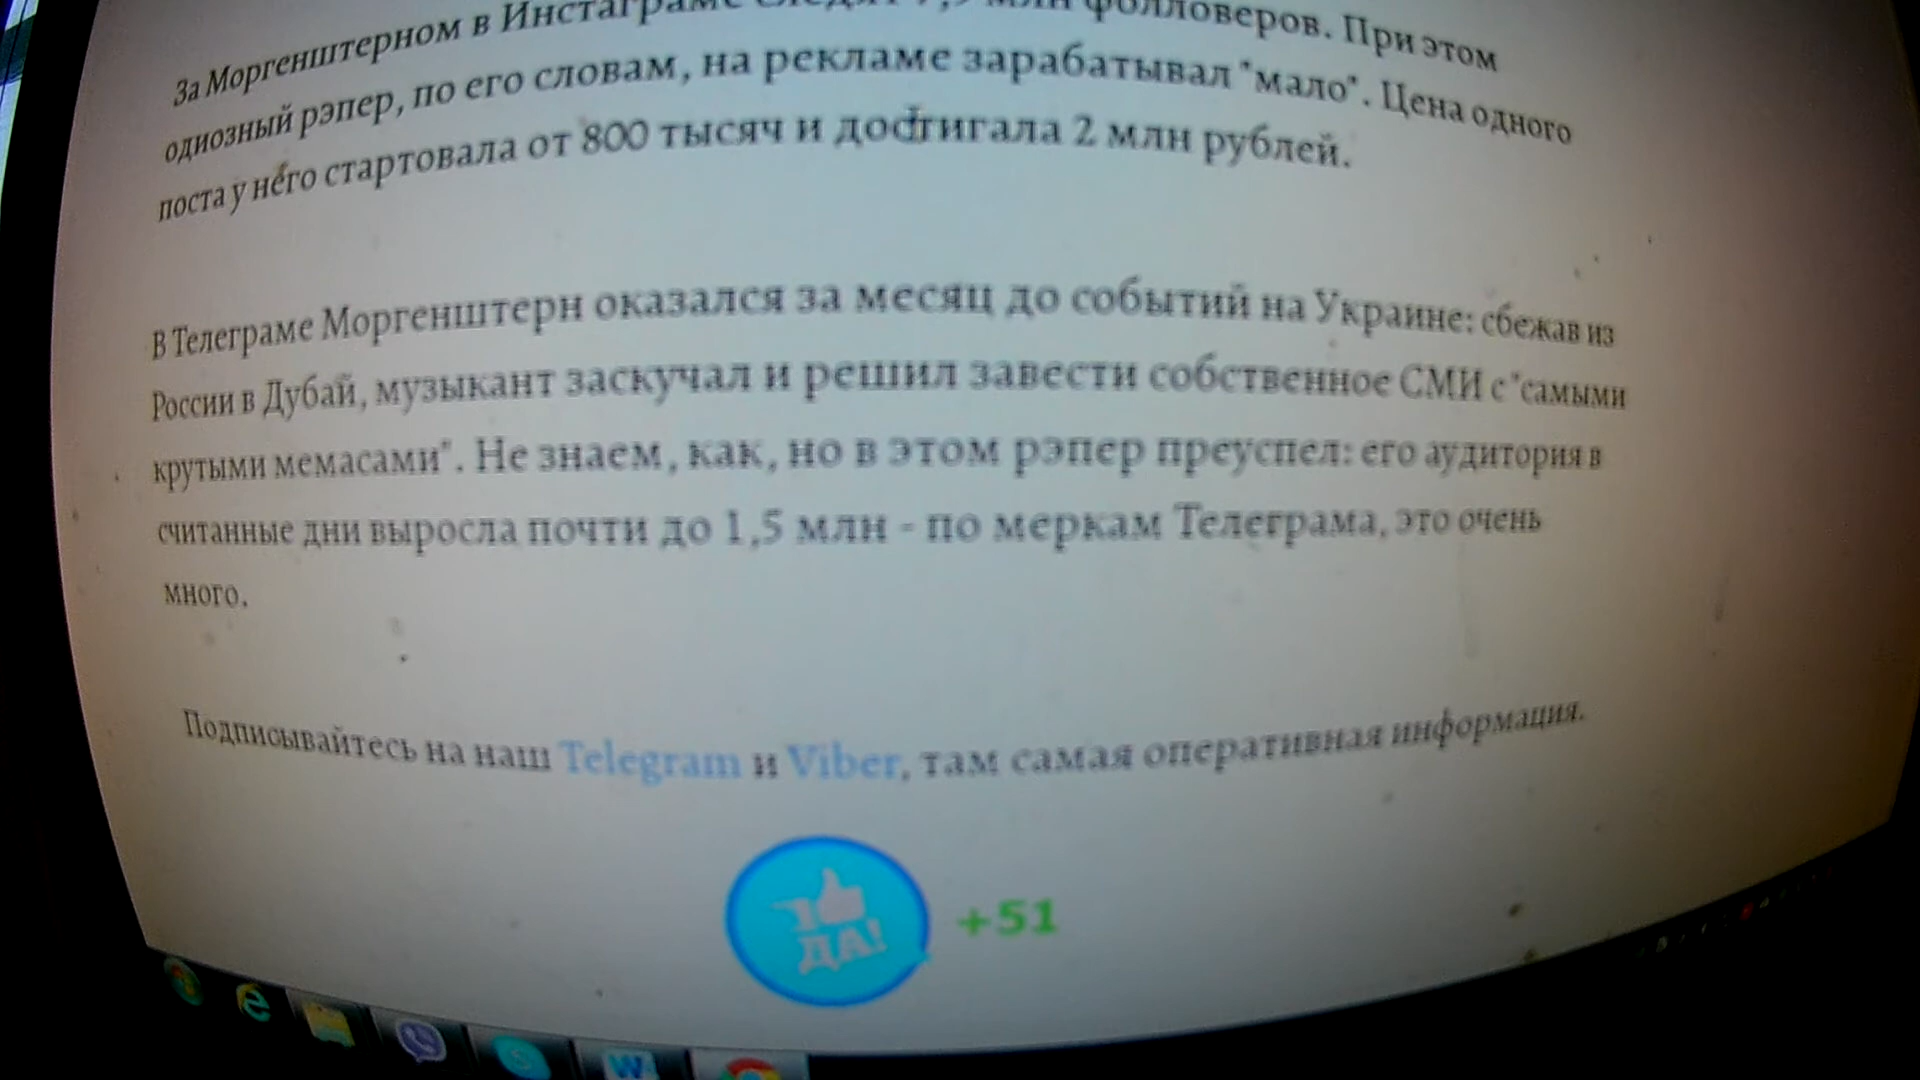 За Моргенштерном в Инстаграме следят 7,9 млн фолловеров. При этом
одиозный рэпер, по его словам, на рекламе зарабатывал "мало". Цена одного
поста у него стартовала от 800 тысяч и достигала 2 млн рублей.
В Телеграме Моргенштерн оказался за месяц до событий на Украине: сбежав из
России в Дубай, музыкант заскучал и решил завести собственное СМИ с "самыми
крутыми мемасами". Не знаем, как, но в этом рэпер преуспел: его аудитория в
считанные дни выросла почти до 1,5 млн - по меркам Телеграма, это очень
много.
Подписывайтесь на наш Telegram и Viber, там самая оперативная информация.
ДА!
+51